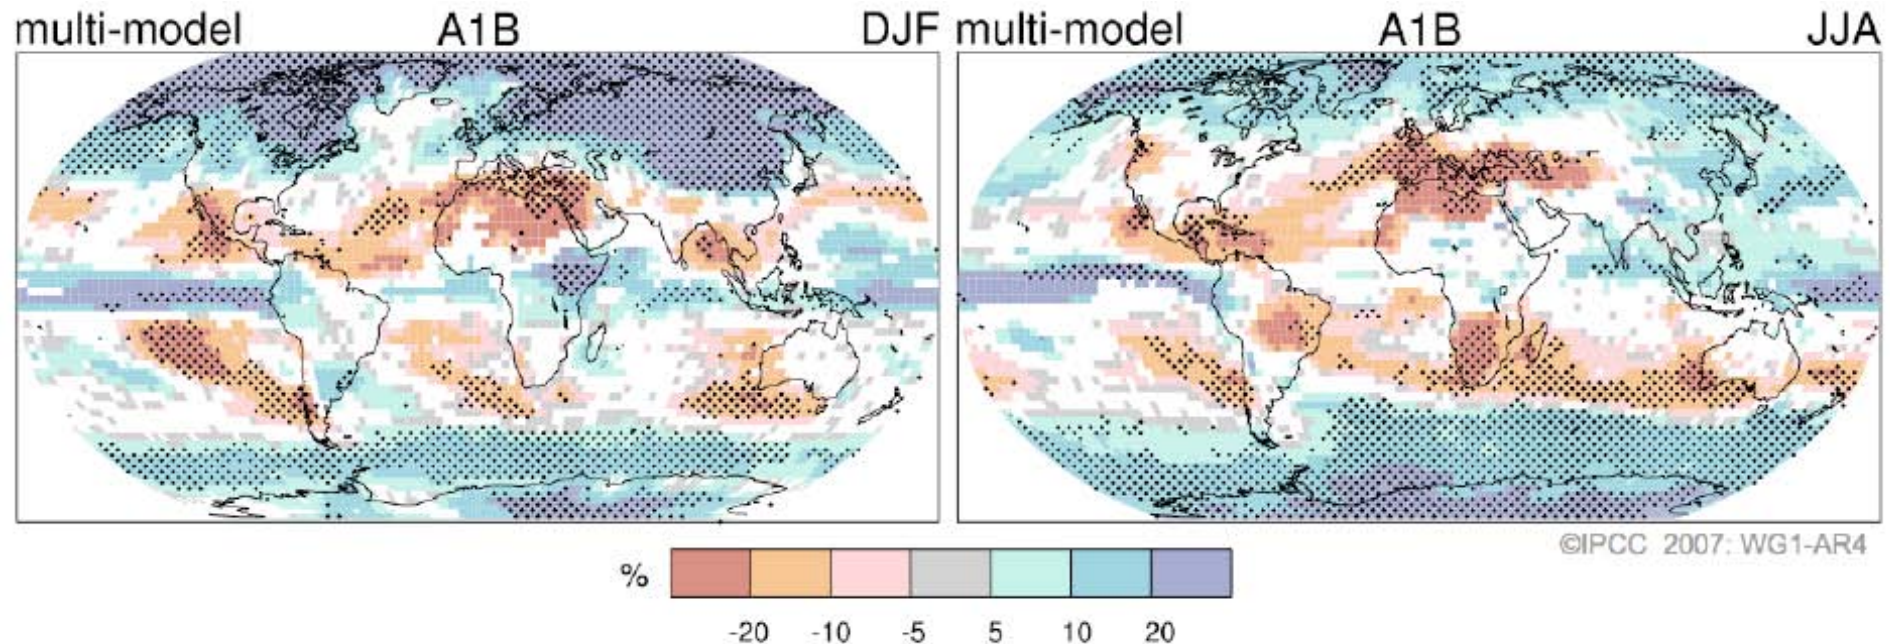 multi-model A1B DJF
multi-model A1B JJA
©IPCC 2007: WG1-AR4
%
-20 -10 -5 5 10 20